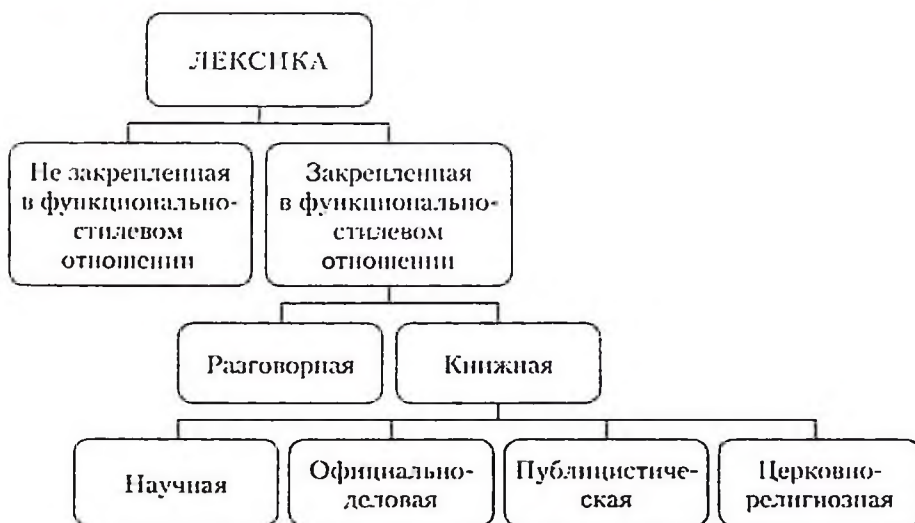 ЛЕКСИКА
Не закрепленная
в функционально-
стилевом
отношении
Закрепленная
в функционально-
стилевом
отношении
Разговорная
Книжная
Научная
Официально-
деловая
Публицистиче-
ская
Церковно-
религиозная